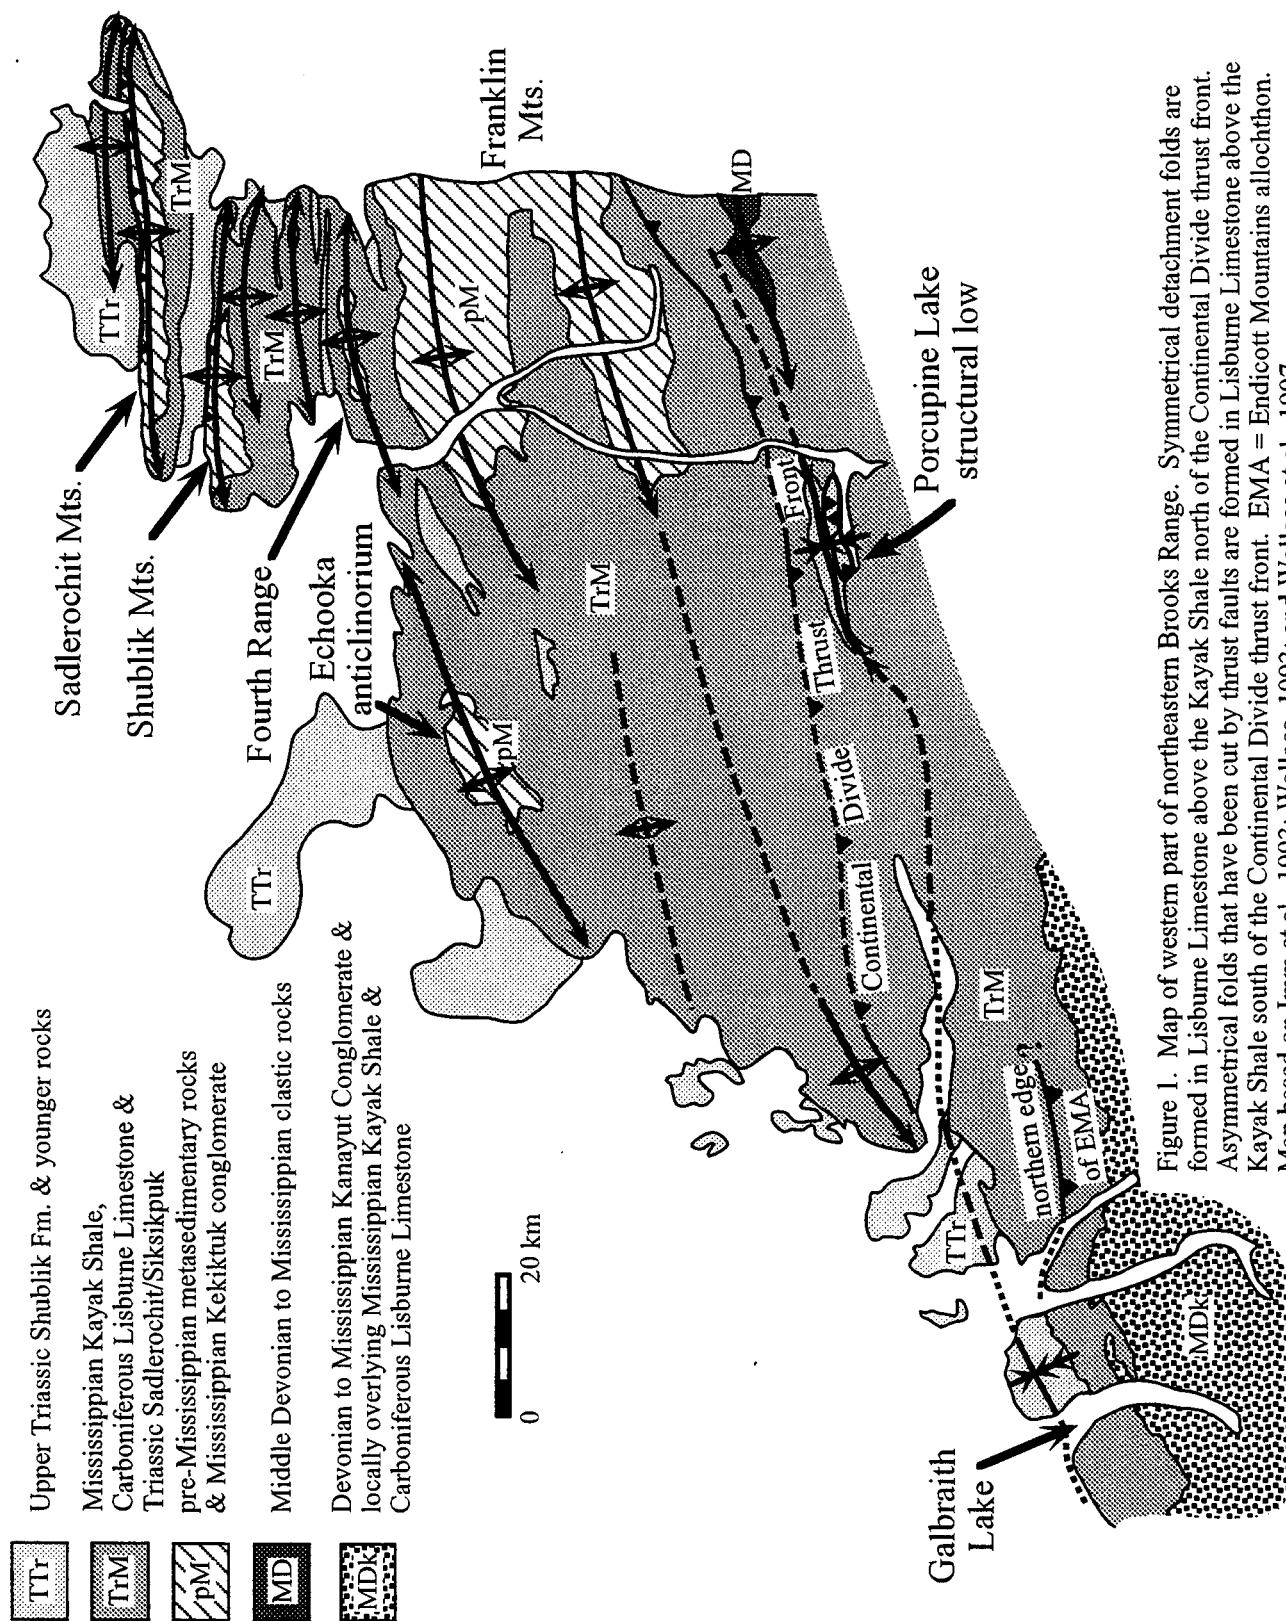 TTr
Upper Triassic Shublik Fm. & younger rocks
TrM
Mississippian Kayak Shale,
Carboniferous Lisburne Limestone &
Triassic Sadlerochit/Siksikpuk
pM
pre-Mississippian metasedimentary rocks
& Mississippian Kekiktuk conglomerate
MD
Middle Devonian to Mississippian clastic rocks
MDk
Devonian to Mississippian Kanayut Conglomerate &
locally overlying Mississippian Kayak Shale &
Carboniferous Lisburne Limestone
0
20 km
Sadlerochit Mts.
Shublik Mts.
Fourth Range
Echooka
anticlinorium
Franklin
Mts.
TTr
TrM
TrM
pM
MD
TTr
pM
TrM
Front
Thrust
Divide
Continental
Porcupine Lake
structural low
TrM
northern edge?
of EMA
TTr
MDk
Galbraith
Lake
Figure 1. Map of western part of northeastern Brooks Range. Symmetrical detachment folds are
formed in Lisburne Limestone above the Kayak Shale north of the Continental Divide thrust front.
Asymmetrical folds that have been cut by thrust faults are formed in Lisburne Limestone above the
Kayak Shale south of the Continental Divide thrust front. EMA = Endicott Mountains allochthon.